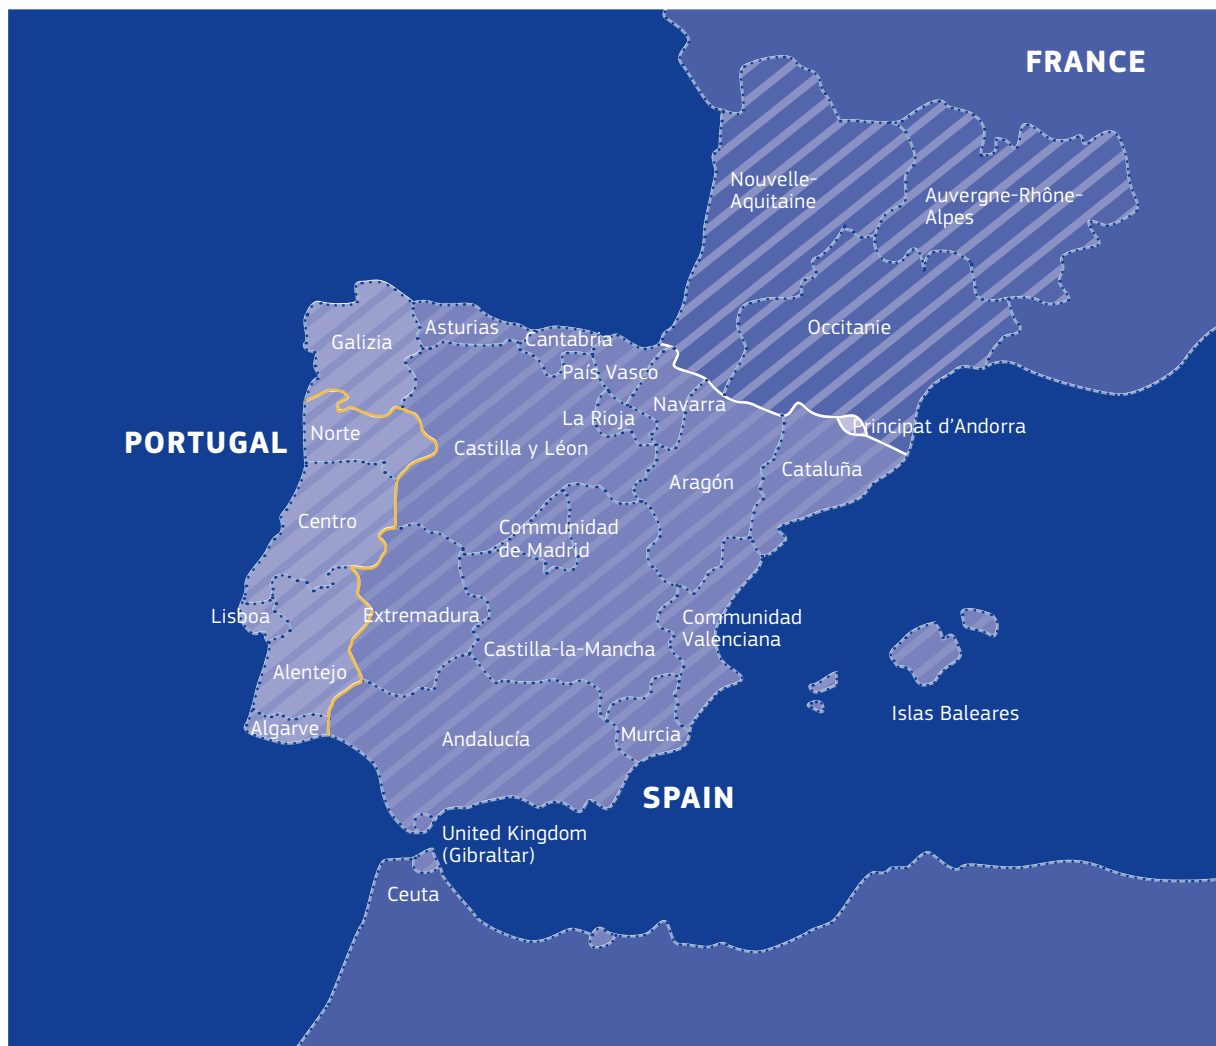 FRANCE
Nouvelle-
Aquitaine
Auvergne-Rhône-
Alpes
Occitanie
Asturias
Cantabria
Galizia
País Vasco
Navarra
La Rioja
Principat d'Andorra
Norte
PORTUGAL
Castilla y Léon
Cataluña
Aragón
Centro
Communidad
de Madrid
Lisboa
Extremadura
Communidad
Valenciana
Castilla-la-Mancha
Alentejo
Islas Baleares
Algarve
Andalucía
Murcia
SPAIN
United Kingdom
(Gibraltar)
Ceuta